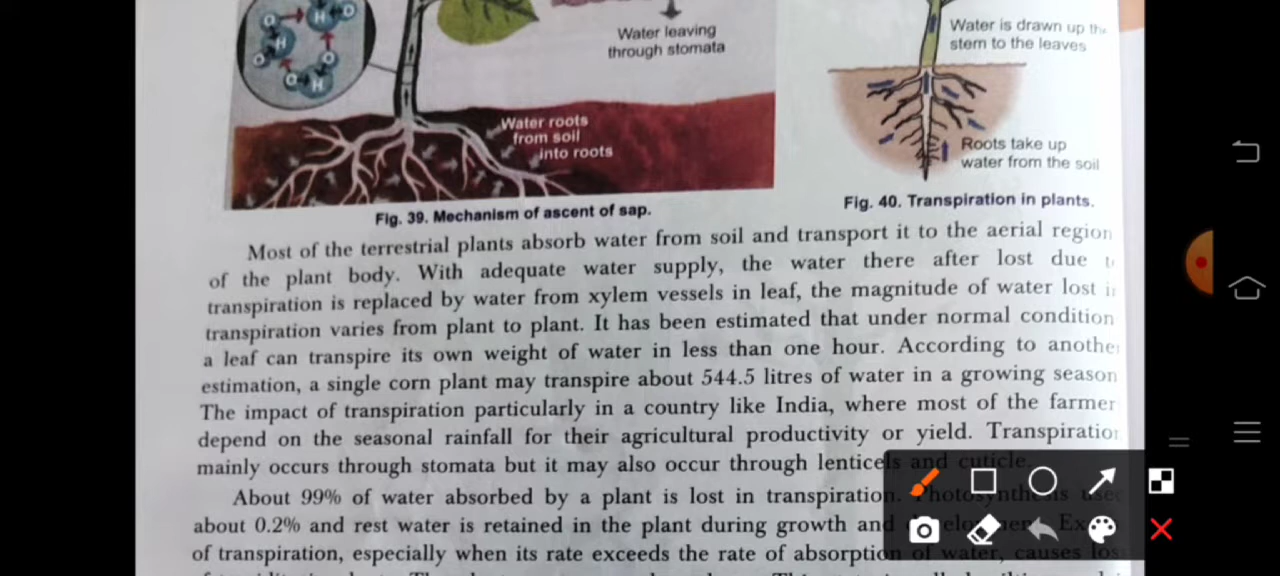 O H O
H
O O
O H
Water leaving
through stomata
Water is drawn up the
stem to the leaves
Water roots
from soil
into roots
Roots take up
water from the soil
Fig. 39. Mechanism of ascent of sap.
Fig. 40. Transpiration in plants.
Most of the terrestrial plants absorb water from soil and transport it to the aerial region
of the plant body. With adequate water supply, the water there after lost due
transpiration is replaced by water from xylem vessels in leaf, the magnitude of water lost
transpiration varies from plant to plant. It has been estimated that under normal condition
a leaf can transpire its own weight of water in less than one hour. According to another
estimation, a single corn plant may transpire about 544.5 litres of water in a growing season
The impact of transpiration particularly in a country like India, where most of the farmer
depend on the seasonal rainfall for their agricultural productivity or yield. Transpiration
mainly occurs through stomata but it may also occur through lenticels and cuticle.
About 99% of water absorbed by a plant is lost in transpiration. Photosynthesis
about 0.2% and rest water is retained in the plant during growth and
of transpiration, especially when its rate exceeds the rate of absorption of water, causes